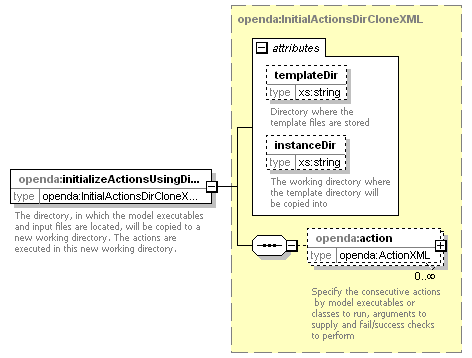 openda:InitialActionsDirCloneXML
attributes
templateDir
type xs:string
Directory where the
template files are stored
instanceDir
type xs:string
The working directory where
the template directory will
be copied into
openda:initializeActionsUsingDi...
type openda:InitialActionsDirCloneX...
The directory, in which the model executables
and input files are located, will be copied to a
new working directory. The actions are
executed in this new working directory.
openda:action
type openda:ActionXML
0..∞
Specify the consecutive actions
by model executables or
classes to run, arguments to
supply and fail/success checks
to perform